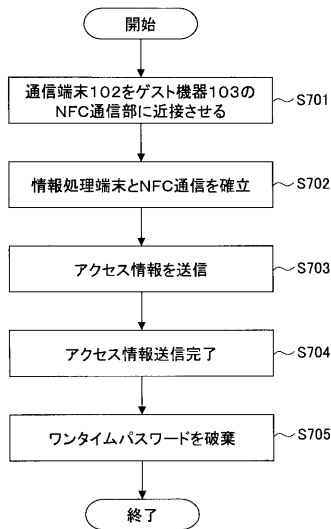 開始
通信端末102をゲスト機器103の
NFC通信部に近接させる
S701
情報処理端末とNFC通信を確立
S702
アクセス情報を送信
S703
アクセス情報送信完了
S704
ワンタイムパスワードを破棄
S705
終了